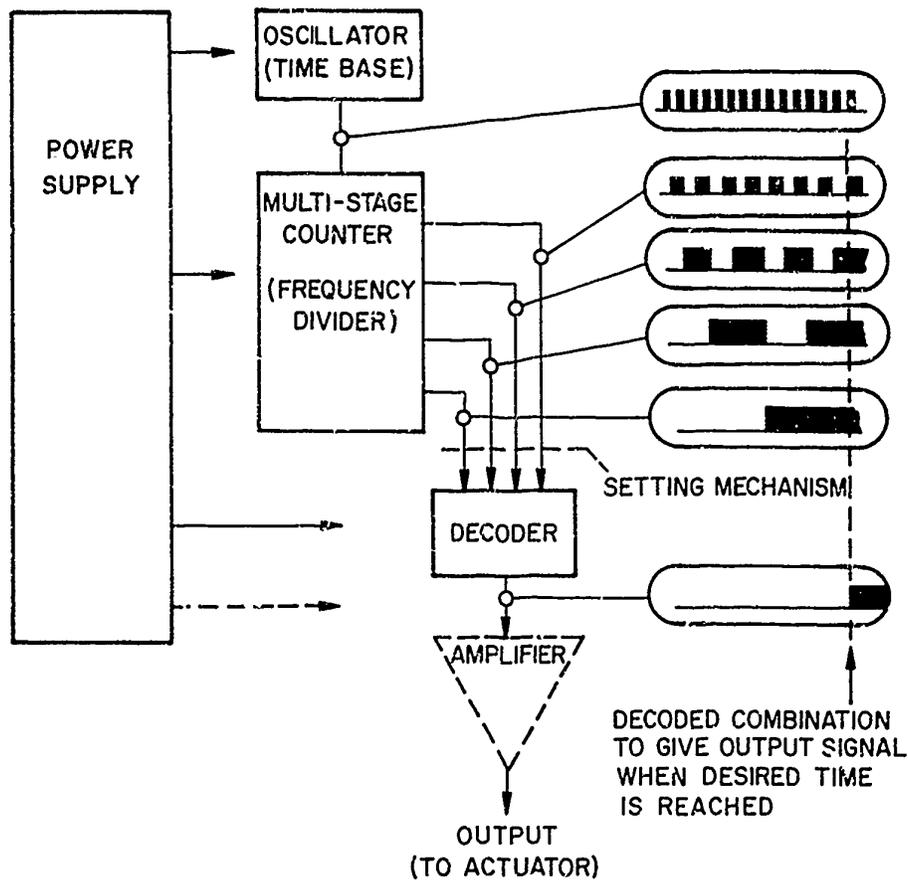 OSCILLATOR
(TIME BASE)
POWER
SUPPLY
MULTI-STAGE
COUNTER
(FREQUENCY
DIVIDER)
SETTING MECHANISM
DECODER
AMPLIFIER
DECODED COMBINATION
TO GIVE OUTPUT SIGNAL
WHEN DESIRED TIME
IS REACHED
OUTPUT
(TO ACTUATOR)